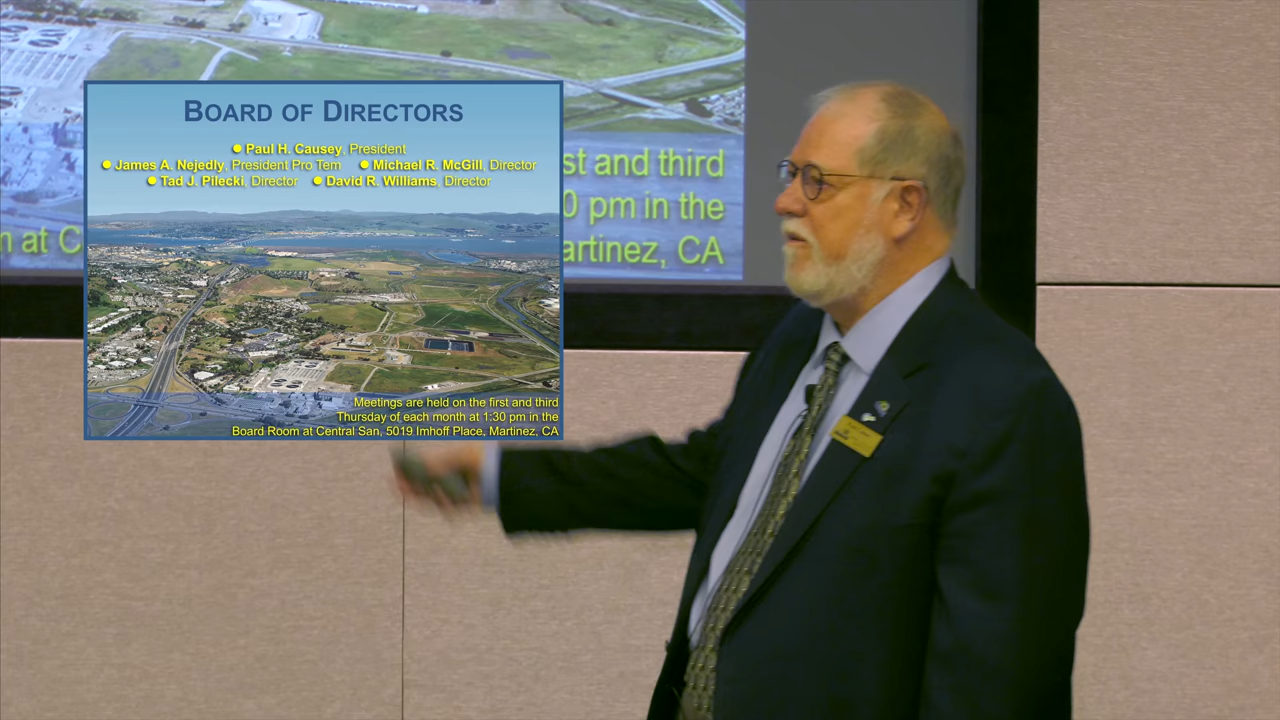 BOARD OF DIRECTORS
● Paul H. Causey, President
● James A. Nejedly, President Pro Tem ● Michael R. McGill, Director
● Tad J. Pilecki, Director ● David R. Williams, Director
Meetings are held on the first and third
Thursday of each month at 1:30 pm in the
Board Room at Central San, 5019 Imhoff Place, Martinez, CA
st and third
0 pm in the
m at C
artinez, CA